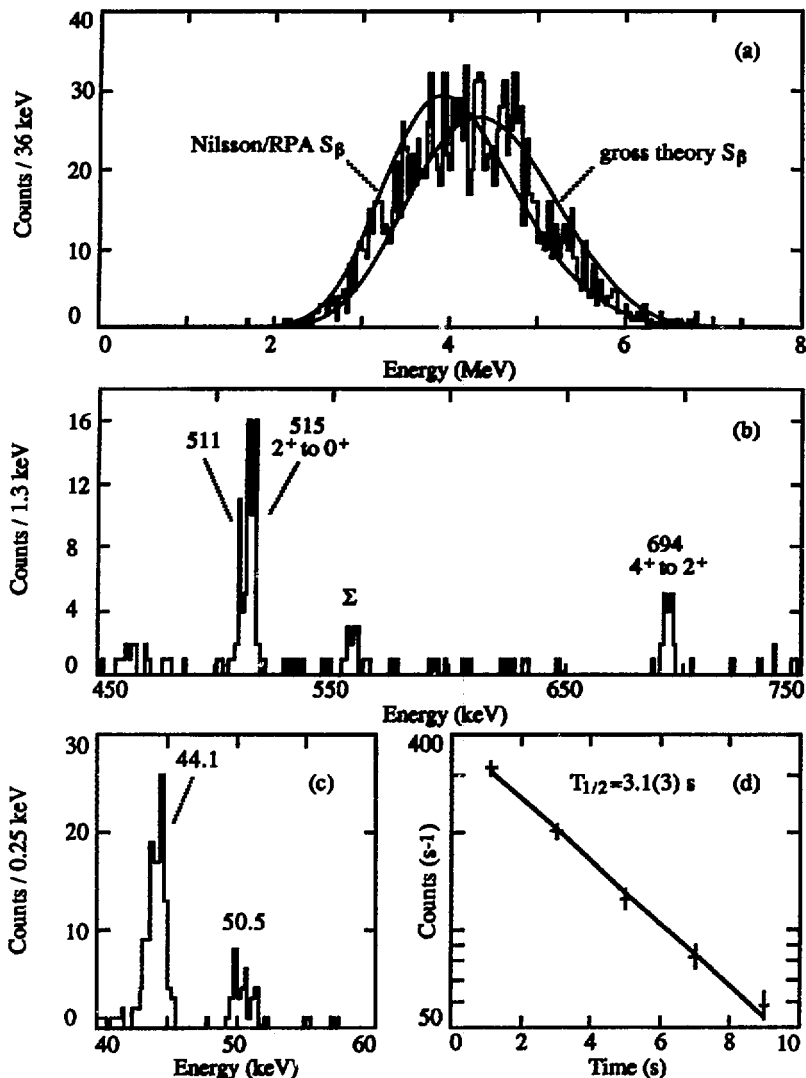 40
30
20
10
0
Counts / 36 keV
(a)
Nilsson/RPA Sβ
gross theory Sβ
0 2 4 6 8
Energy (MeV)
16
12
8
4
0
Counts / 1.3 keV
(b)
511
515
2+ to 0+
Σ
694
4+ to 2+
450 550 650 750
Energy (keV)
30
20
10
0
Counts / 0.25 keV
(c)
44.1
50.5
40 50 60
Energy (keV)
400
50
Counts (s-1)
T1/2=3.1(3) s (d)
0 2 4 6 8 10
Time (s)